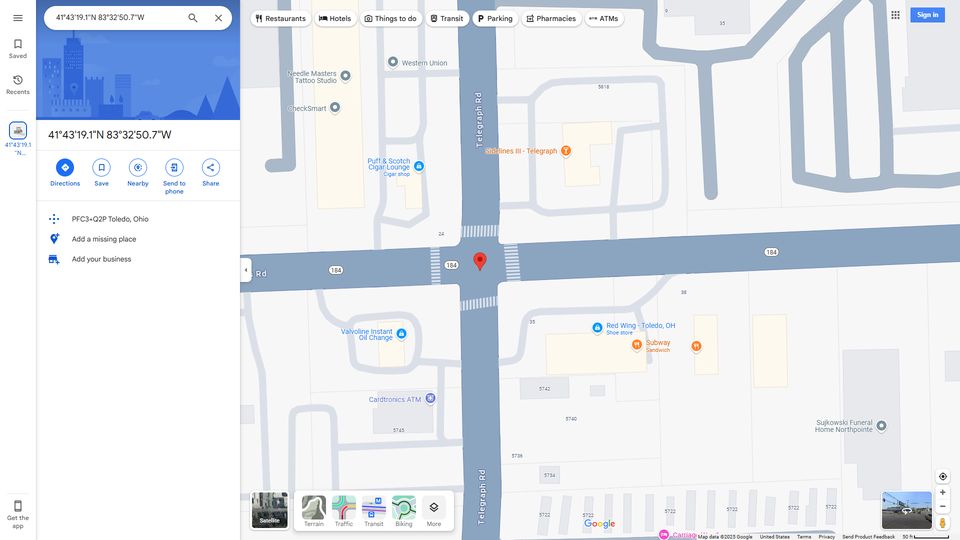 41°43'19.1"N 83°32'50.7"W
Restaurants
Hotels
Things to do
Transit
Parking
Pharmacies
ATMs
Sign in
Saved
Recents
41°43'19.1
"N...
Get the
app
41°43'19.1"N 83°32'50.7"W
Directions
Save
Nearby
Send to
phone
Share
PFC3+Q2P Toledo, Ohio
Add a missing place
Add your business
35
Western Union
Needle Masters
Tattoo Studio
CheckSmart
Telegraph Rd
5818
Sidelines III - Telegraph
Puff & Scotch
Cigar Lounge
Cigar shop
24
184
184
184
s Rd
38
35
Red Wing - Toledo, OH
Shoe store
Subway
Sandwich
Valvoline Instant
Oil Change
5742
Cardtronics ATM
5745
5740
Sujkowski Funeral
Home Northpointe
5736
5734
Telegraph Rd
5722
5722
5722
5722
5722
5722
5722
5722
Satellite
Terrain
Traffic
Transit
Biking
More
Google
Map data ©2025 Google
United States
Terms
Privacy
Send Product Feedback
50 ft